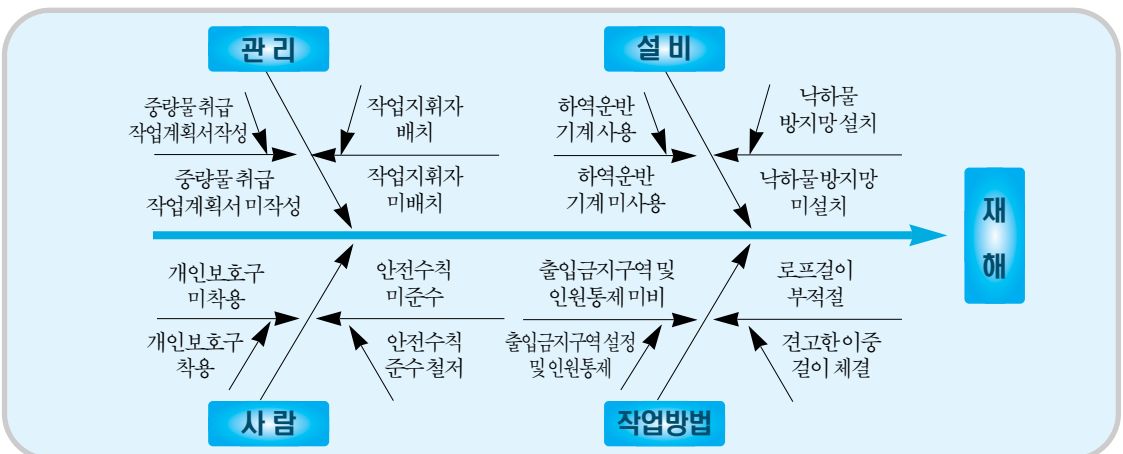 관 리
설 비
중량물 취급
작업계획서작성
작업지휘자
배치
하역운반
기계 사용
낙하물
방지망 설치
중량물 취급
작업계획서 미작성
작업지휘자
미배치
하역운반
기계 미사용
낙하물 방지망
미설치
재
해
개인보호구
미착용
안전수칙
미준수
출입금지구역 및
인원통제 미비
로프걸이
부적절
개인보호구
착용
안전수칙
준수 철저
출입금지구역 설정
및 인원통제
견고한 이중
걸이 체결
사 람
작업방법